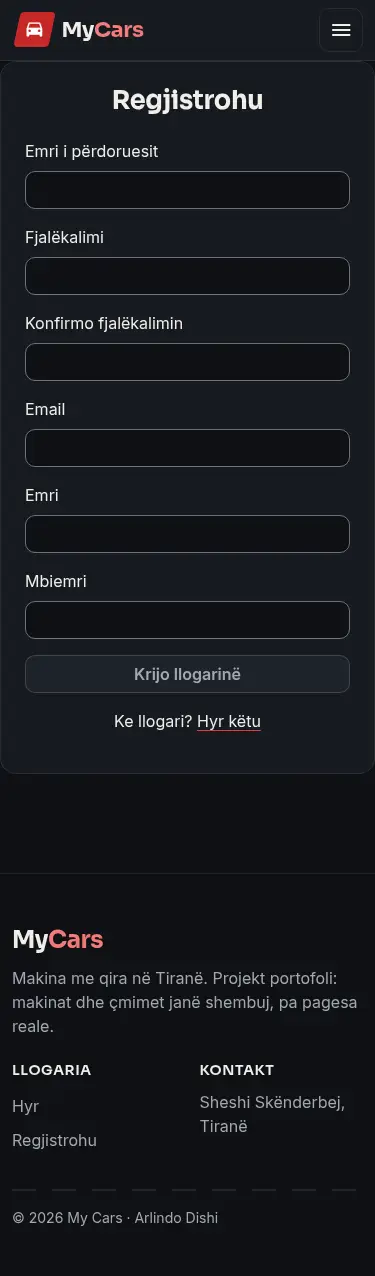 MyCars
Regjistrohu
Emri i përdoruesit
Fjalëkalimi
Konfirmo fjalëkalimin
Email
Emri
Mbiemri
Krijo llogarinë
Ke llogari? Hyr këtu
MyCars
Makina me qira në Tiranë. Projekt portofoli:
makinat dhe çmimet janë shembuj, pa pagesa
reale.
LLOGARIA
Hyr
Regjistrohu
KONTAKT
Sheshi Skënderbej,
Tiranë
© 2026 My Cars · Arlindo Dishi